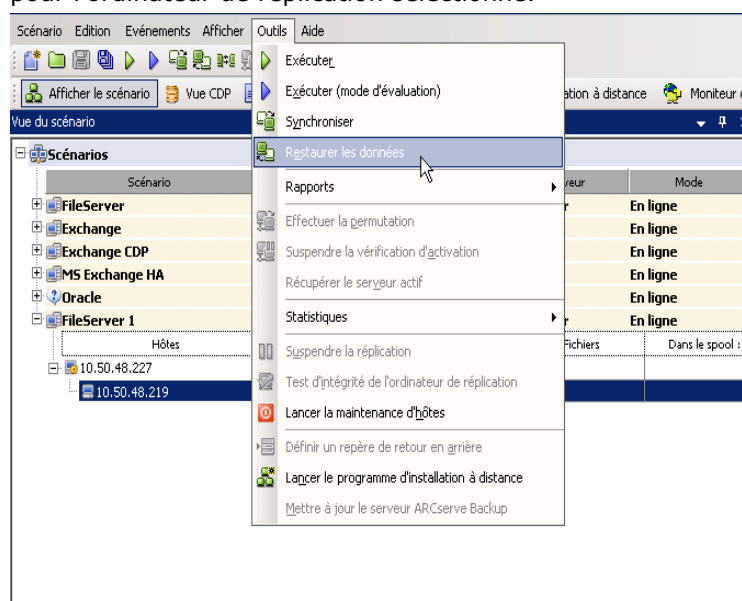 pour l'ordinateur de réplication sélectionné.
Scénario Edition Evénements Afficher Outils Aide
Afficher le scénario Vue CDP ation à distance Moniteur
Vue du scénario
Scénarios
Scénario veur Mode
FileServer En ligne
Exchange En ligne
Exchange CDP En ligne
MS Exchange HA En ligne
Oracle En ligne
FileServer 1 En ligne
Hôtes Fichiers Dans le spool :
10.50.48.227
10.50.48.219
Exécuter
Exécuter (mode d'évaluation)
Synchroniser
Restaurer les données
Rapports
Effectuer la permutation
Suspendre la vérification d'activation
Récupérer le serveur actif
Statistiques
Suspendre la réplication
Test d'intégrité de l'ordinateur de réplication
Lancer la maintenance d'hôtes
Définir un repère de retour en arrière
Lancer le programme d'installation à distance
Mettre à jour le serveur ARCserve Backup